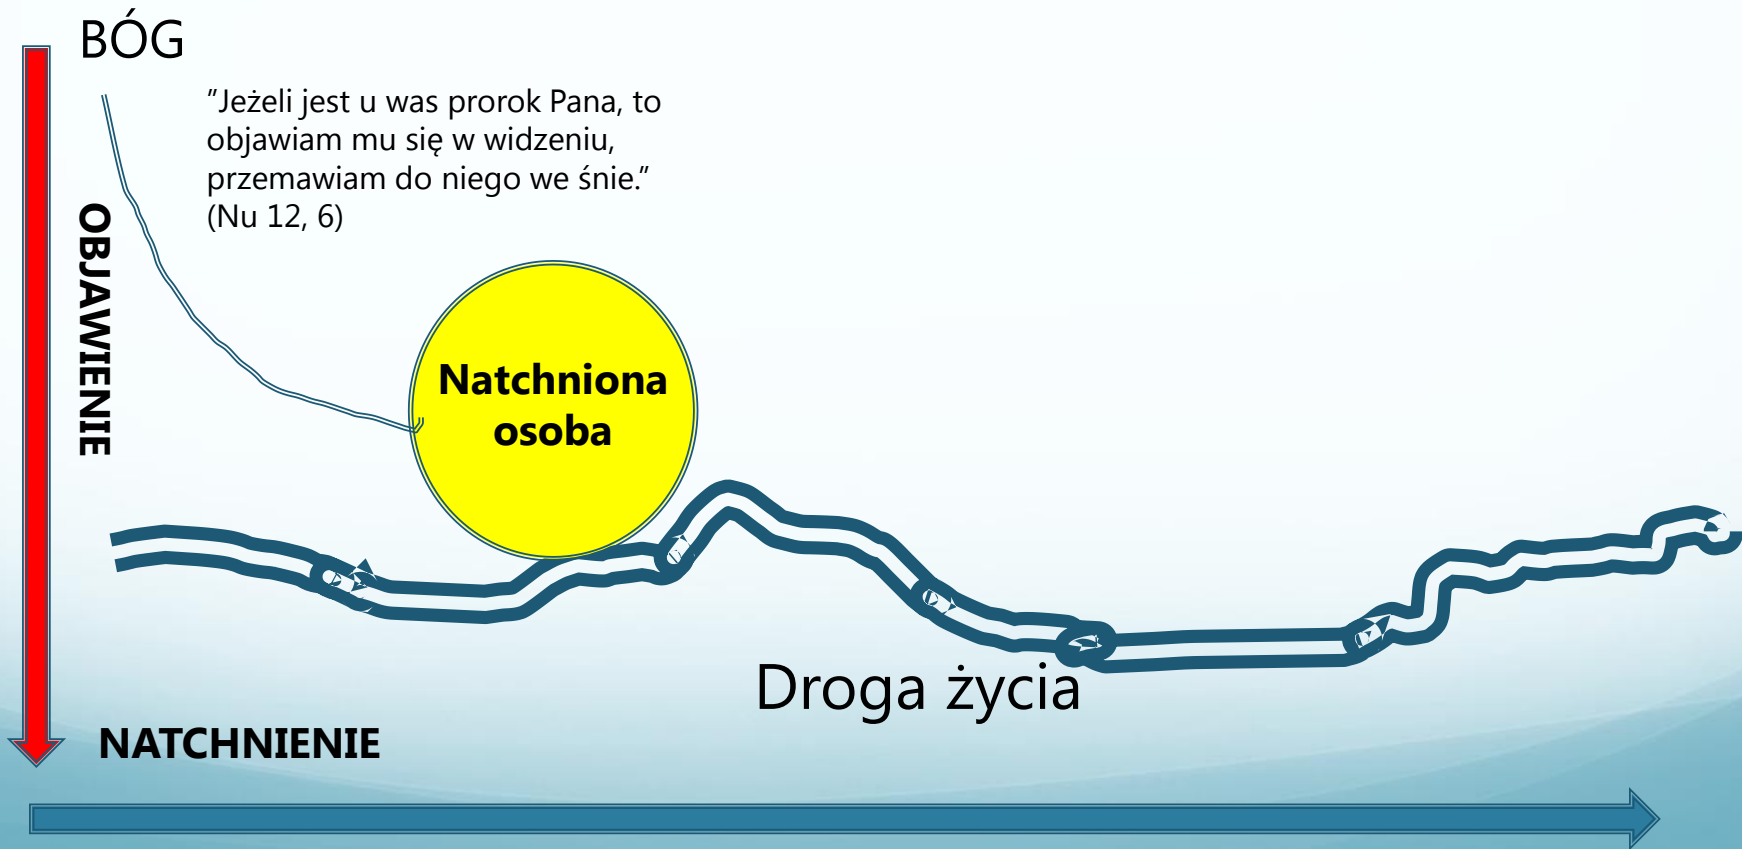 BÓG
"Jeżeli jest u was prorok Pana, to
objawiam mu się w widzeniu,
przemawiam do niego we śnie."
(Nu 12, 6)
OBJAWIENIE
Natchniona
osoba
Droga życia
NATCHNIENIE